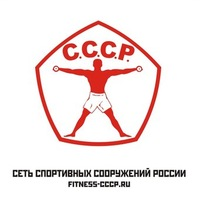 С.С.С.Р.
СЕТЬ СПОРТИВНЫХ СООРУЖЕНИЙ РОССИИ
FITNESS-CCCP.RU